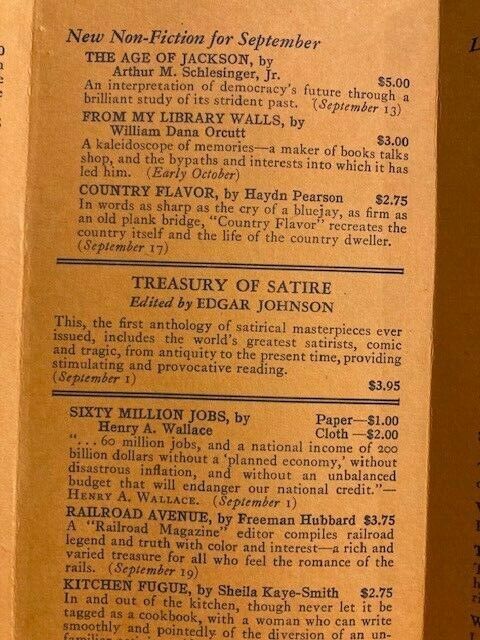 New Non-Fiction for September
THE AGE OF JACKSON, by
Arthur M. Schlesinger, Jr. $5.00
An interpretation of democracy's future through a
brilliant study of its strident past. (September 13)
FROM MY LIBRARY WALLS, by
William Dana Orcutt $3.00
A kaleidoscope of memories—a maker of books talks
shop, and the bypaths and interests into which it has
led him. (Early October)
COUNTRY FLAVOR, by Haydn Pearson $2.75
In words as sharp as the cry of a bluejay, as firm as
an old plank bridge, "Country Flavor" recreates the
country itself and the life of the country dweller.
(September 17)
TREASURY OF SATIRE
Edited by EDGAR JOHNSON
This, the first anthology of satirical masterpieces ever
issued, includes the world's greatest satirists, comic
and tragic, from antiquity to the present time, providing
stimulating and provocative reading.
(September 1) $3.95
SIXTY MILLION JOBS, by Paper—$1.00
Henry A. Wallace Cloth—$2.00
"... 60 million jobs, and a national income of 200
billion dollars without a 'planned economy,' without
disastrous inflation, and without an unbalanced
budget that will endanger our national credit."—
HENRY A. WALLACE. (September 1)
RAILROAD AVENUE, by Freeman Hubbard $3.75
A "Railroad Magazine" editor compiles railroad
legend and truth with color and interest—a rich and
varied treasure for all who feel the romance of the
rails. (September 19)
KITCHEN FUGUE, by Sheila Kaye-Smith $2.75
In and out of the kitchen, though never let it be
tagged as a cookbook, with a woman who can write
smoothly and pointedly of the diversion of an un-